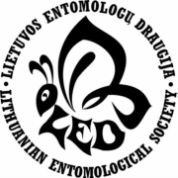 LIETUVOS ENTOMOLOGŲ DRAUGIJA
LED
LITHUANIAN ENTOMOLOGICAL SOCIETY